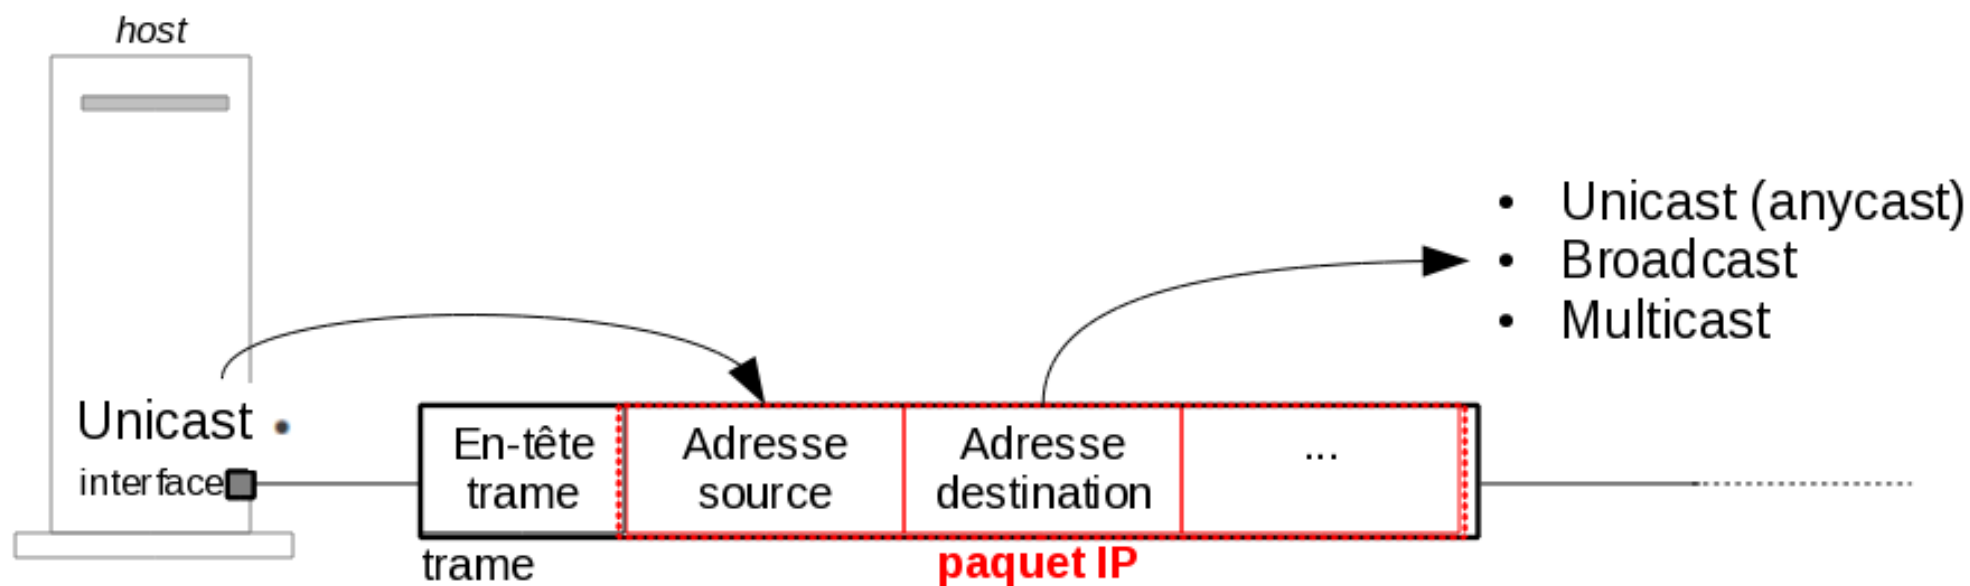 host
• Unicast (anycast)
• Broadcast
• Multicast
Unicast •
interface
En-tête
trame
Adresse
source
Adresse
destination
...
trame
paquet IP